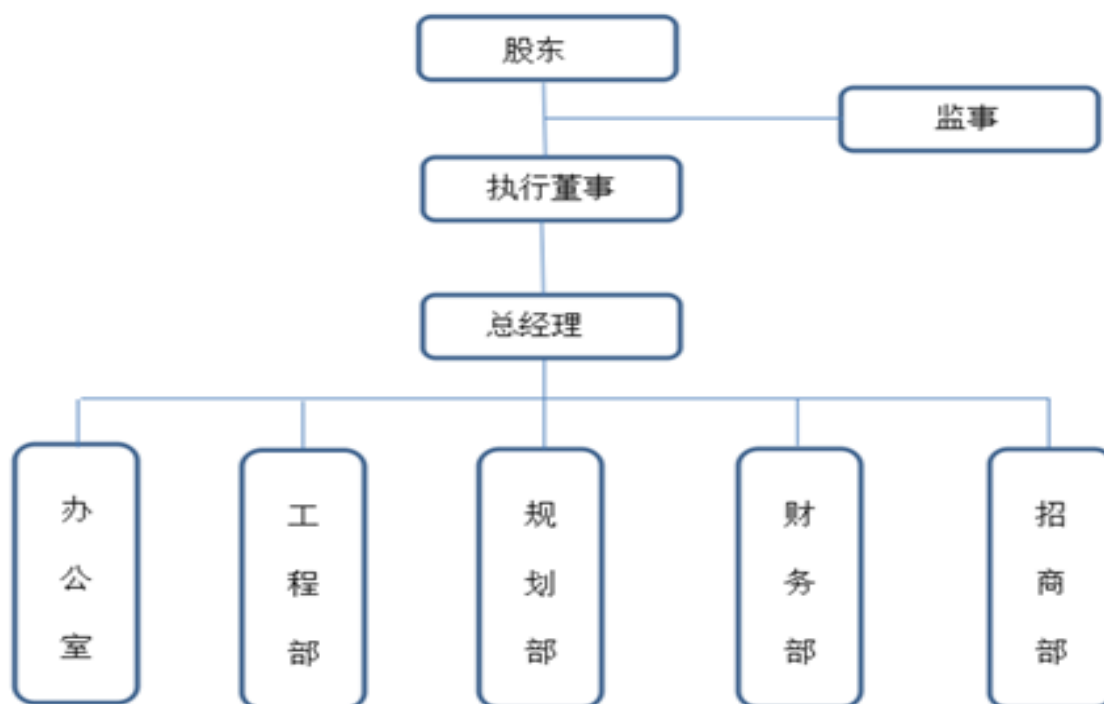 股东
监事
执行董事
总经理
办公室
工程部
规划部
财务部
招商部